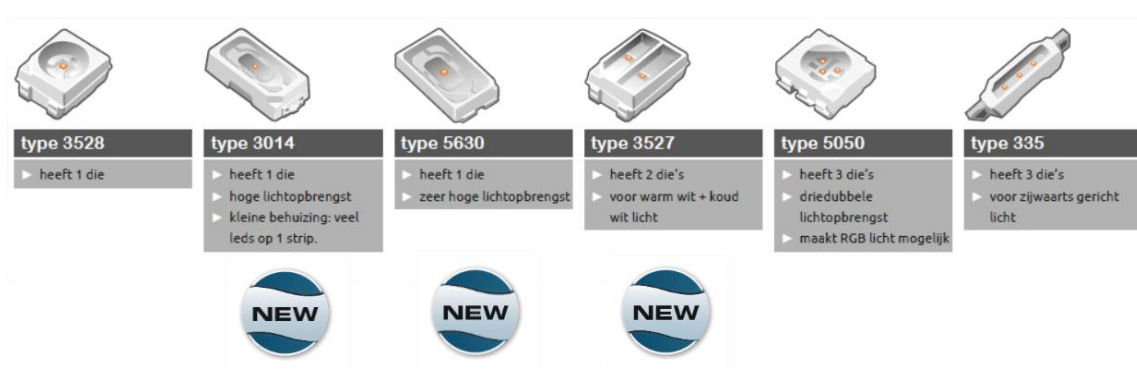 type 3528
heeft 1 die
type 3014
heeft 1 die
hoge lichtopbrengst
kleine behuizing: veel
leds op 1 strip.
type 5630
heeft 1 die
zeer hoge lichtopbrengst
type 3527
heeft 2 die's
voor warm wit + koud
wit licht
type 5050
heeft 3 die's
driedubbele
lichtopbrengst
maakt RGB licht mogelijk
type 335
heeft 3 die's
voor zijwaarts gericht
licht
NEW
NEW
NEW